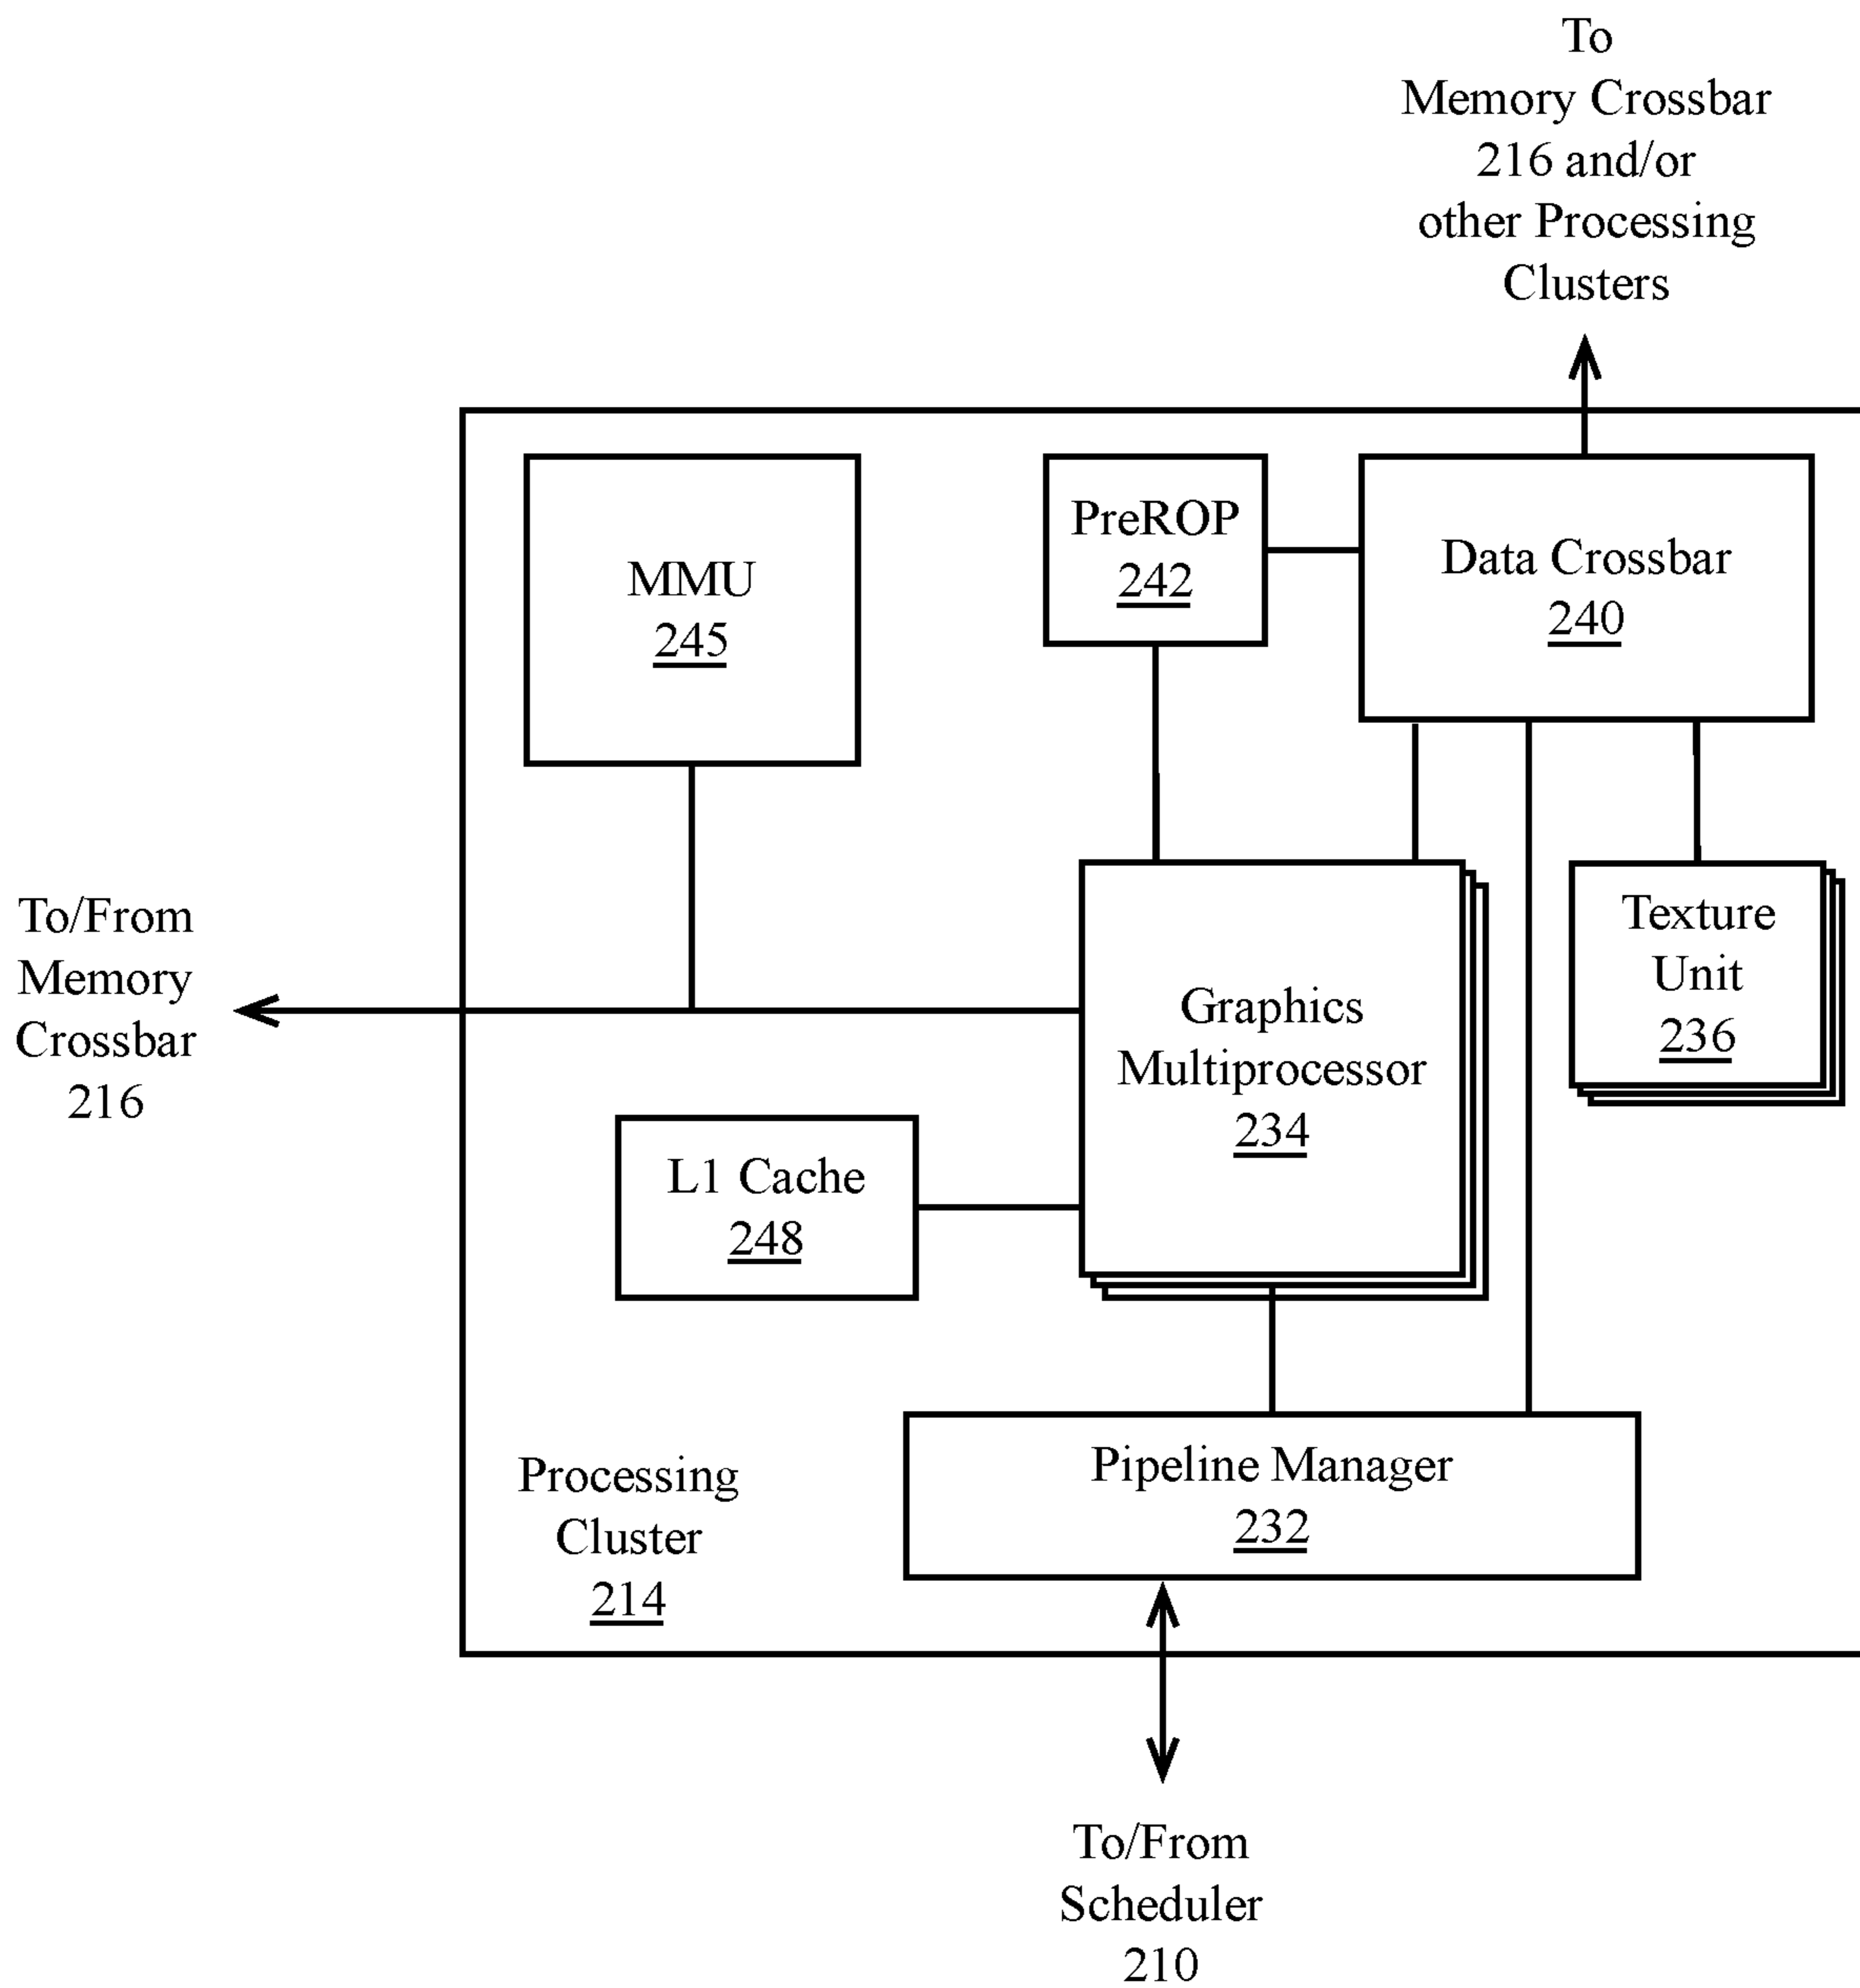 To
Memory Crossbar
216 and/or
other Processing
Clusters
MMU
245
PreROP
242
Data Crossbar
240
To/From
Memory
Crossbar
216
Graphics
Multiprocessor
234
Texture
Unit
236
L1 Cache
248
Processing
Cluster
214
Pipeline Manager
232
To/From
Scheduler
210